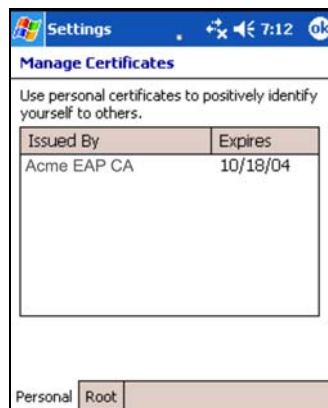 Settings 7:12 ok
Manage Certificates
Use personal certificates to positively identify
yourself to others.
Issued By Expires
Acme EAP CA 10/18/04
Personal Root